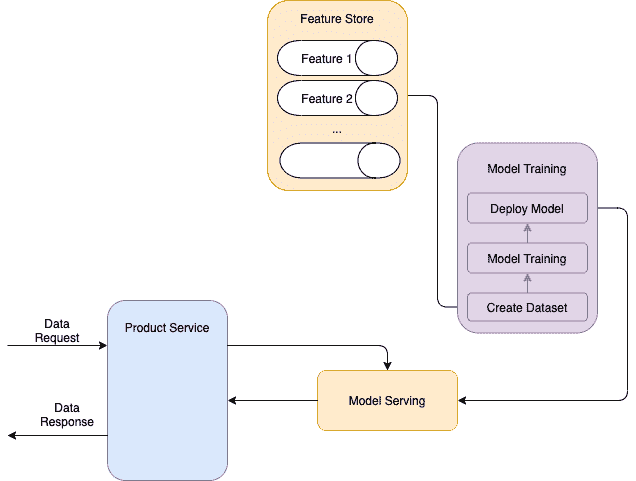 Feature Store
Feature 1
Feature 2
...
Model Training
Deploy Model
Model Training
Create Dataset
Data
Request
Product Service
Data
Response
Model Serving